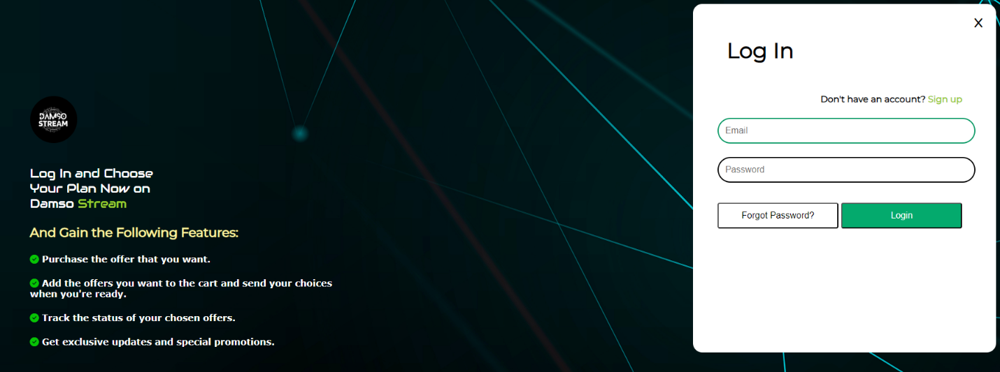 DAMSO
STREAM
Log In and Choose
Your Plan Now on
Damso Stream
And Gain the Following Features:
Purchase the offer that you want.
Add the offers you want to the cart and send your choices
when you're ready.
Track the status of your chosen offers.
Get exclusive updates and special promotions.
X
Log In
Don't have an account? Sign up
Email
Password
Forgot Password? Login